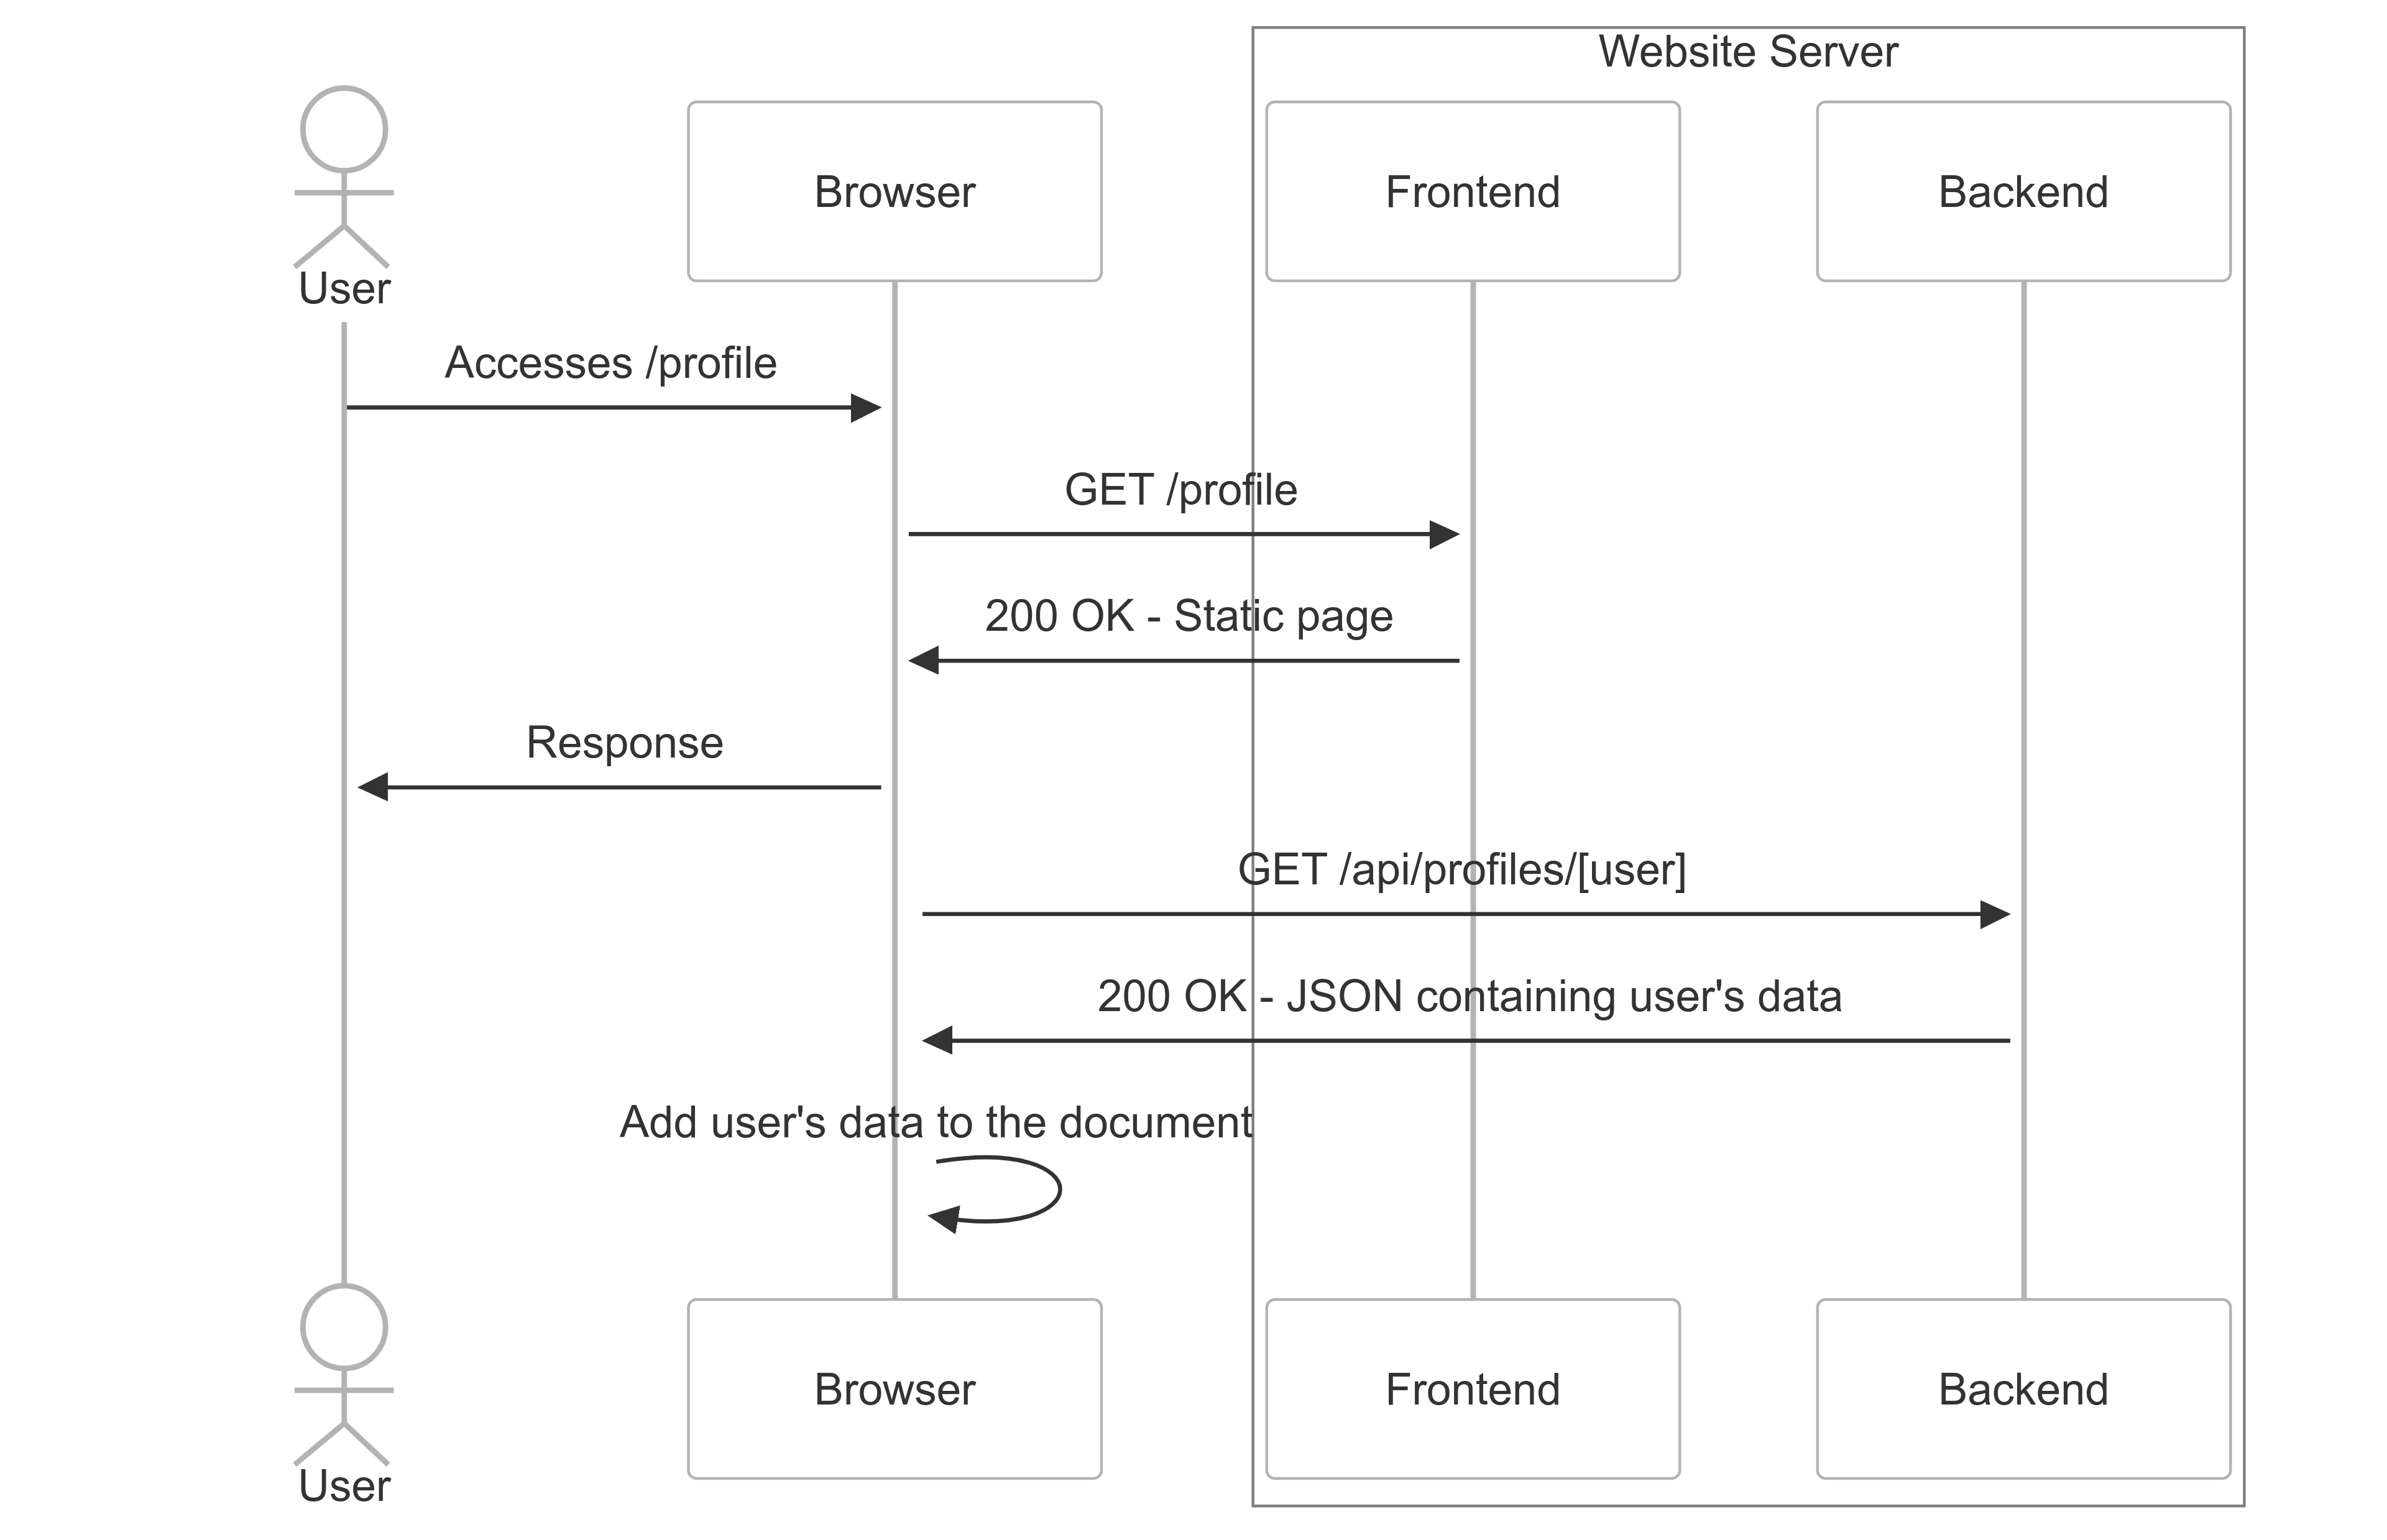 Website Server
User
Browser
Frontend
Backend
Accesses /profile
GET /profile
200 OK - Static page
Response
GET /api/profiles/[user]
200 OK - JSON containing user's data
Add user's data to the document
User
Browser
Frontend
Backend